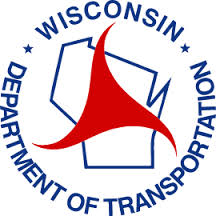 WISCONSIN
DEPARTMENT OF TRANSPORTATION